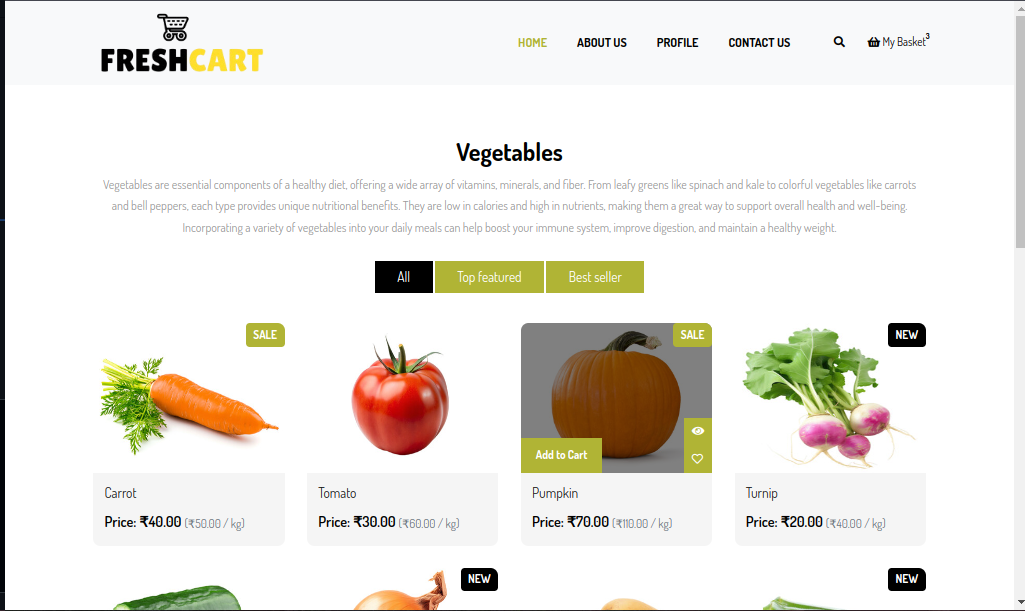 FRESHCART
HOME ABOUT US PROFILE CONTACT US My Basket 3
Vegetables
Vegetables are essential components of a healthy diet, offering a wide array of vitamins, minerals, and fiber. From leafy greens like spinach and kale to colorful vegetables like carrots
and bell peppers, each type provides unique nutritional benefits. They are low in calories and high in nutrients, making them a great way to support overall health and well-being.
Incorporating a variety of vegetables into your daily meals can help boost your immune system, improve digestion, and maintain a healthy weight.
All Top featured Best seller
SALE SALE NEW
Add to Cart
Carrot Tomato Pumpkin Turnip
Price: ₹40.00 (₹50.00 / kg) Price: ₹30.00 (₹60.00 / kg) Price: ₹70.00 (₹110.00 / kg) Price: ₹20.00 (₹40.00 / kg)
NEW NEW